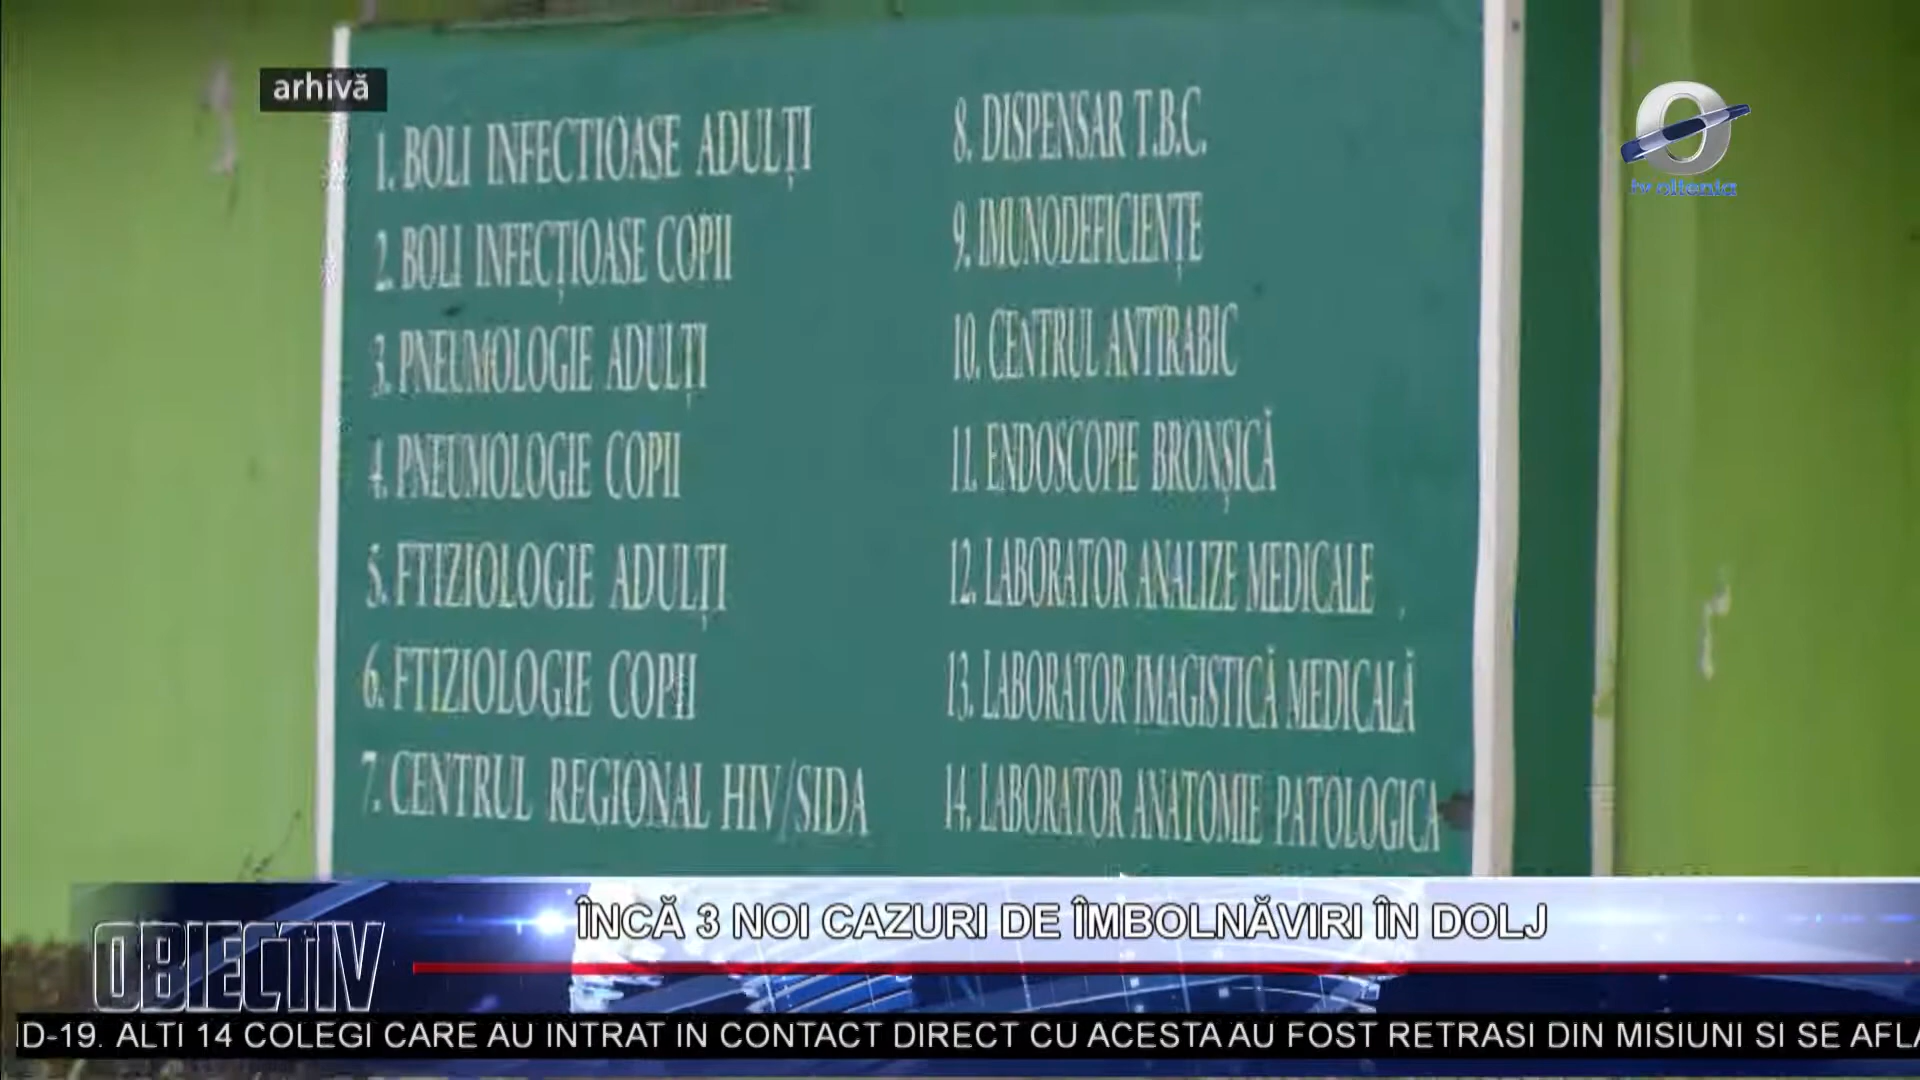 arhivă
1. BOLI INFECTIOASE ADULȚI
2. BOLI INFECȚIOASE COPII
3. PNEUMOLOGIE ADULȚI
4. PNEUMOLOGIE COPII
5. FTIZIOLOGIE ADULȚI
6. FTIZIOLOGIE COPII
7. CENTRUL REGIONAL HIV/SIDA
8. DISPENSAR T.B.C.
9. IMUNODEFICIENȚE
10. CENTRUL ANTIRABIC
11. ENDOSCOPIE BRONȘICĂ
12. LABORATOR ANALIZE MEDICALE
13. LABORATOR IMAGISTICĂ MEDICALĂ
14. LABORATOR ANATOMIE PATOLOGICA
tv oltenia
ÎNCĂ 3 NOI CAZURI DE ÎMBOLNĂVIRI ÎN DOLJ
OBIECTIV
ID-19. ALTI 14 COLEGI CARE AU INTRAT IN CONTACT DIRECT CU ACESTA AU FOST RETRASI DIN MISIUNI SI SE AFLA